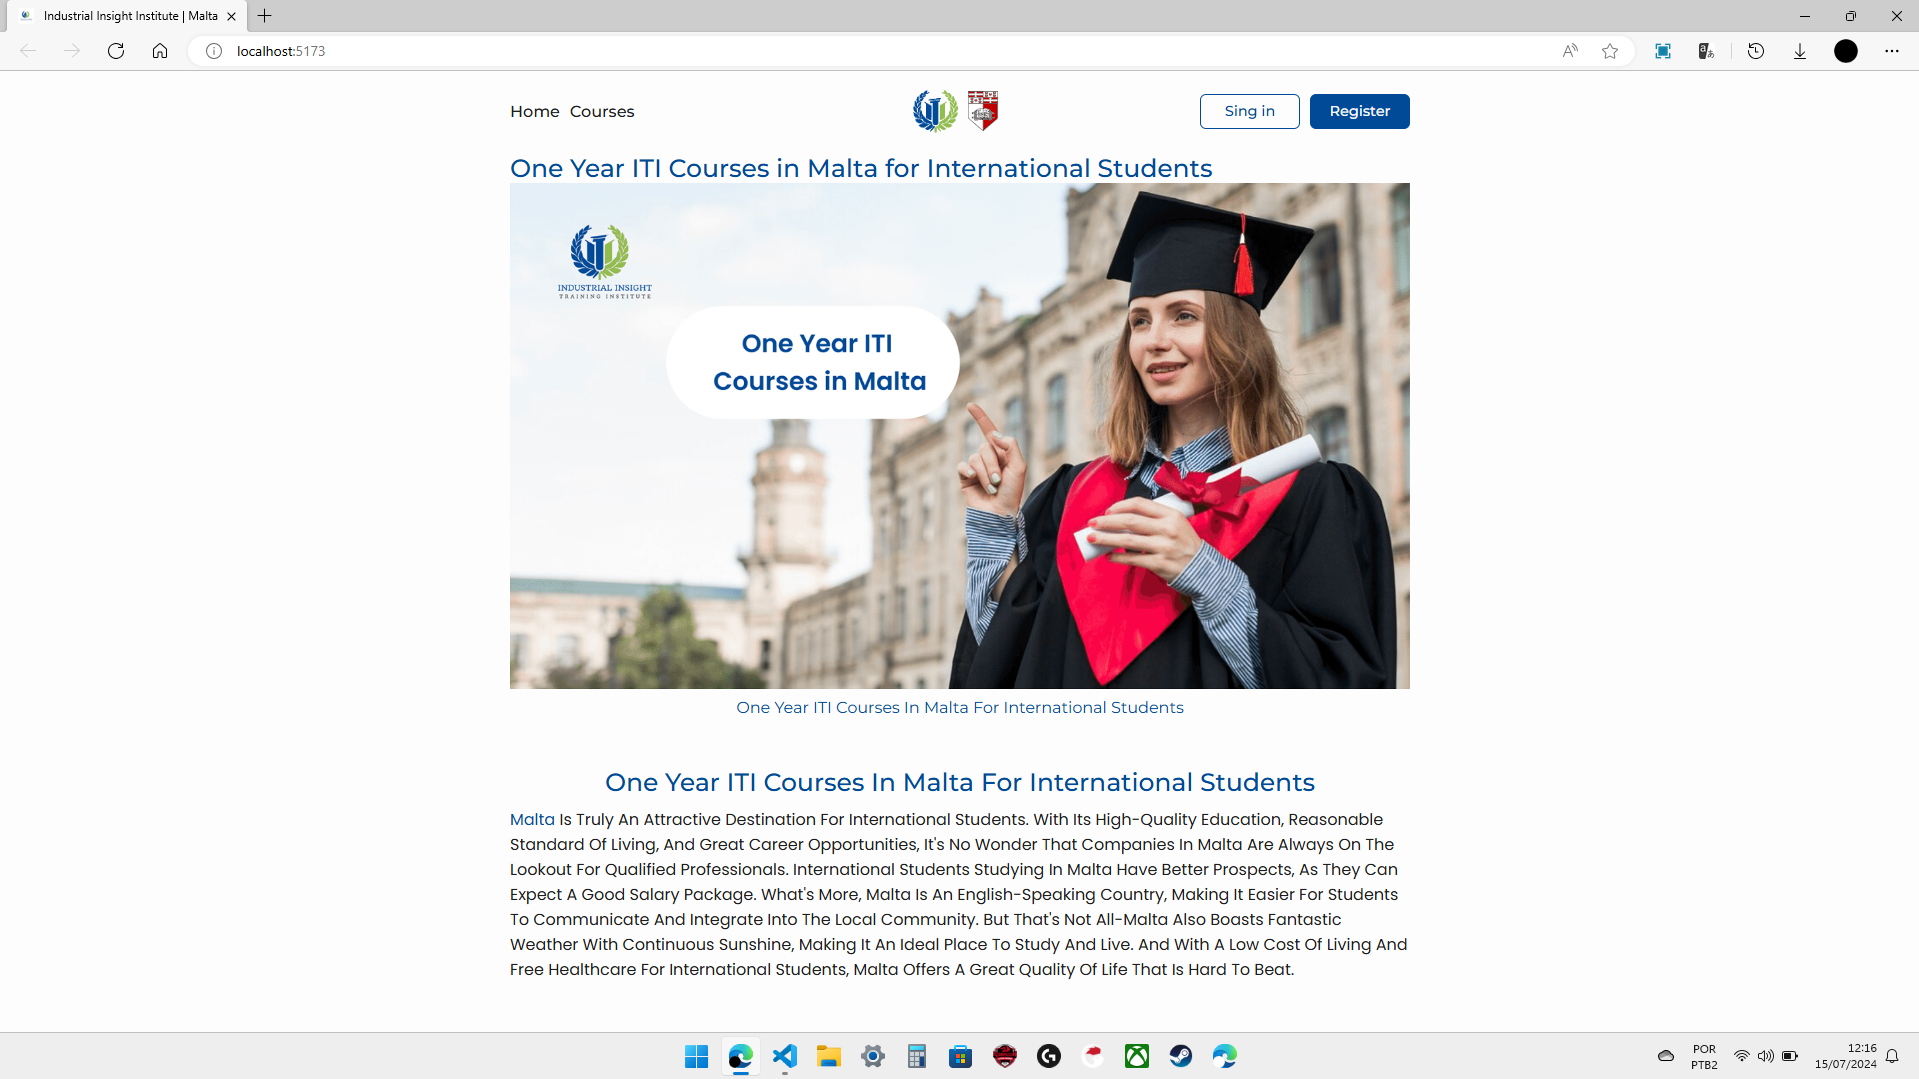 Industrial Insight Institute | Malta
localhost:5173
Home Courses
Sing in
Register
One Year ITI Courses in Malta for International Students
INDUSTRIAL INSIGHT
TRAINING INSTITUTE
One Year ITI
Courses in Malta
One Year ITI Courses In Malta For International Students
One Year ITI Courses In Malta For International Students
Malta Is Truly An Attractive Destination For International Students. With Its High-Quality Education, Reasonable
Standard Of Living, And Great Career Opportunities, It's No Wonder That Companies In Malta Are Always On The
Lookout For Qualified Professionals. International Students Studying In Malta Have Better Prospects, As They Can
Expect A Good Salary Package. What's More, Malta Is An English-Speaking Country, Making It Easier For Students
To Communicate And Integrate Into The Local Community. But That's Not All-Malta Also Boasts Fantastic
Weather With Continuous Sunshine, Making It An Ideal Place To Study And Live. And With A Low Cost Of Living And
Free Healthcare For International Students, Malta Offers A Great Quality Of Life That Is Hard To Beat.
POR
PTB2
12:16
15/07/2024